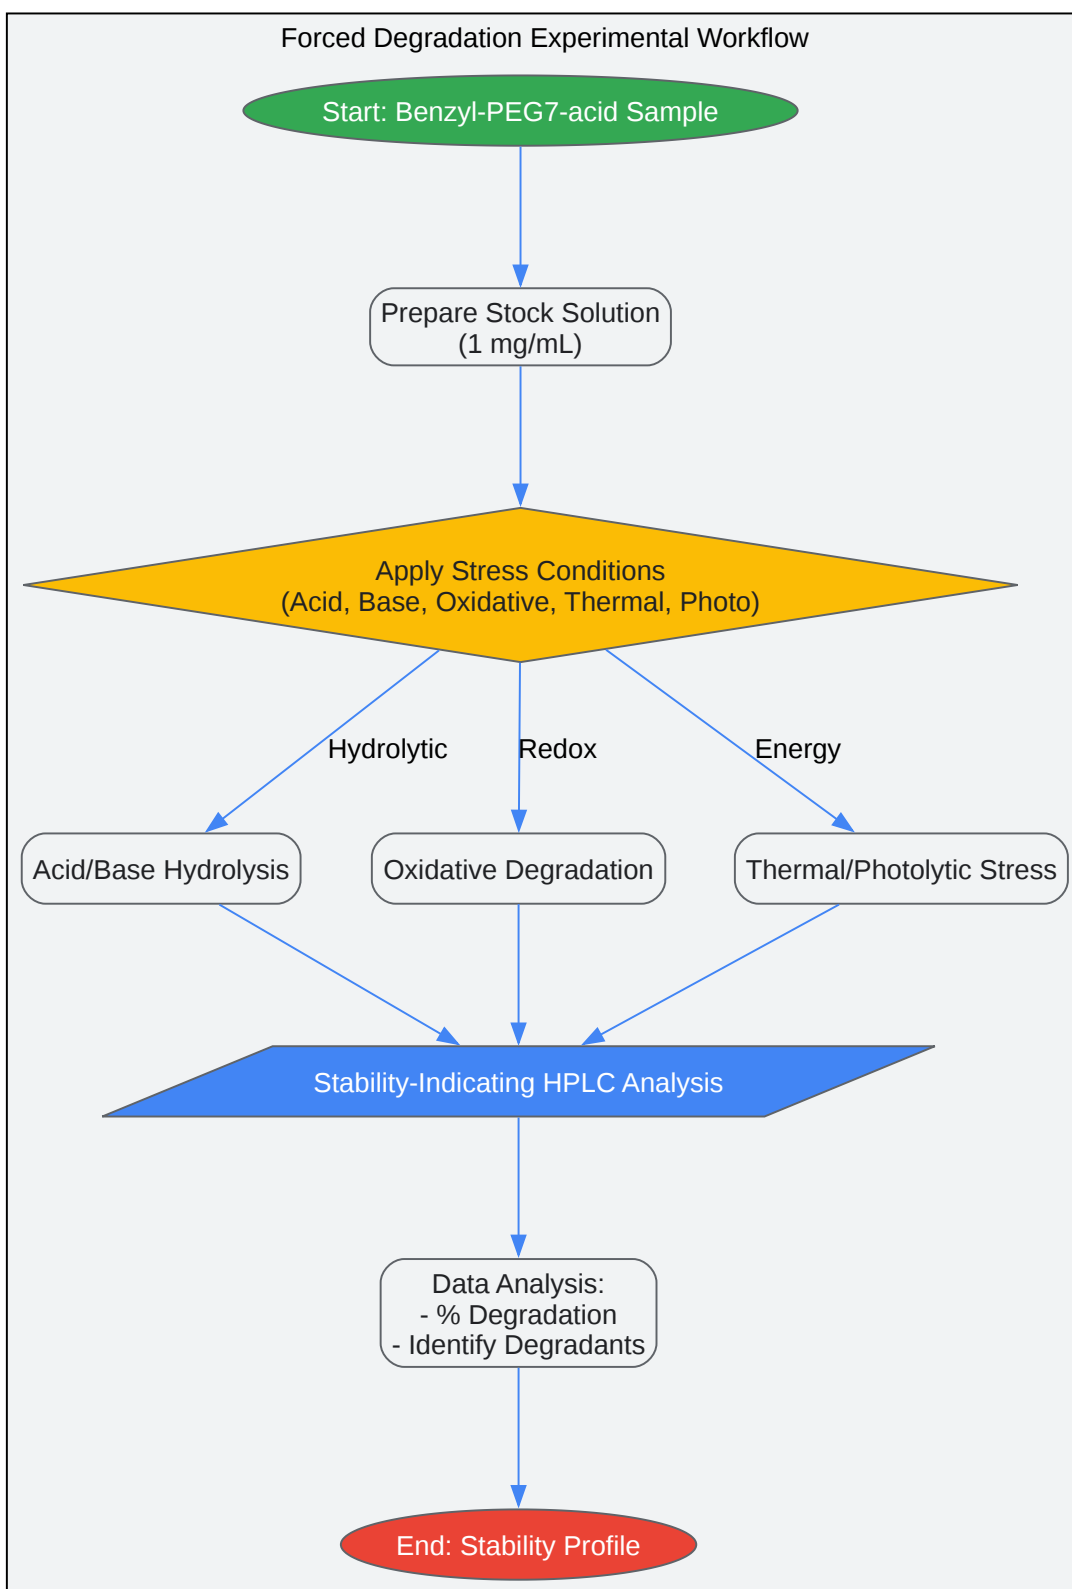 Forced Degradation Experimental Workflow
Start: Benzyl-PEG7-acid Sample
Prepare Stock Solution
(1 mg/mL)
Apply Stress Conditions
(Acid, Base, Oxidative, Thermal, Photo)
Hydrolytic
Redox
Energy
Acid/Base Hydrolysis
Oxidative Degradation
Thermal/Photolytic Stress
Stability-Indicating HPLC Analysis
Data Analysis:
- % Degradation
- Identify Degradants
End: Stability Profile